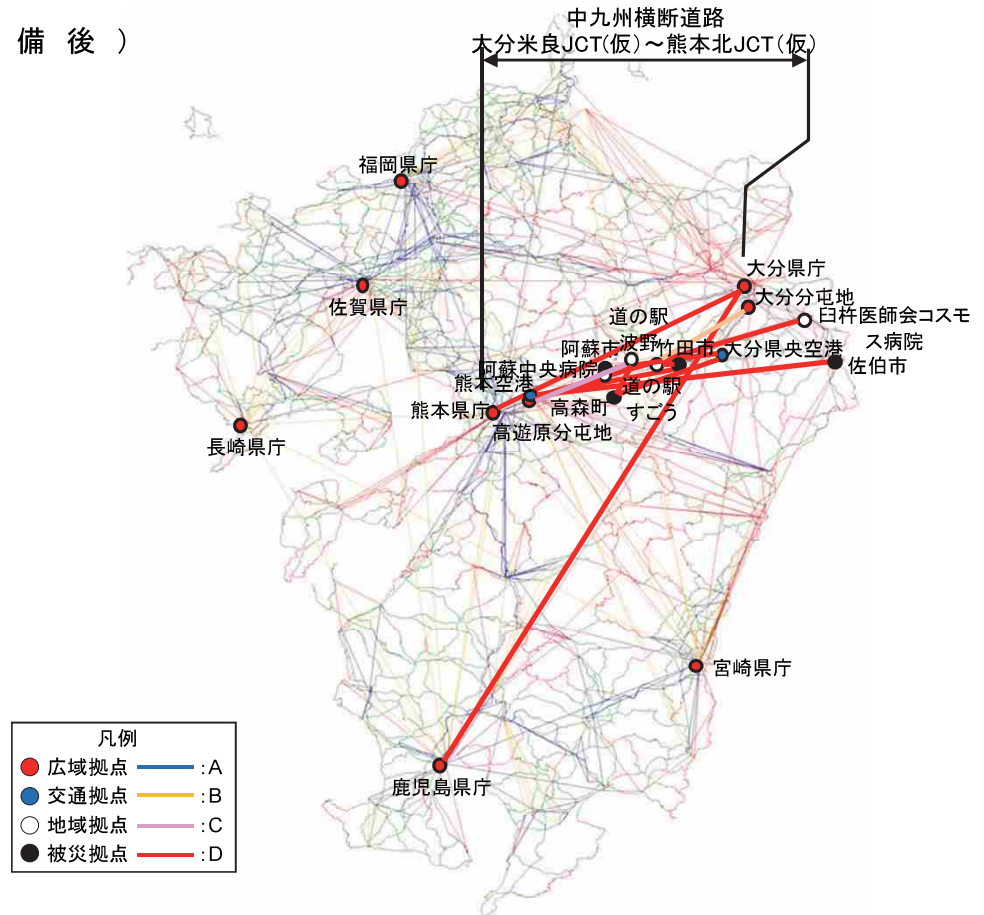 備後）
中九州横断道路
大分米良JCT(仮)～熊本北JCT(仮)
福岡県庁
佐賀県庁
長崎県庁
大分県庁
大分分屯地
臼杵医師会コスモ
ス病院
佐伯市
道の駅
波野
阿蘇市
竹田市
大分県央空港
阿蘇中央病院
熊本空港
道の駅
すごう
高森町
熊本県庁
高遊原分屯地
宮崎県庁
鹿児島県庁
凡例
広域拠点 :A
交通拠点 :B
地域拠点 :C
被災拠点 :D